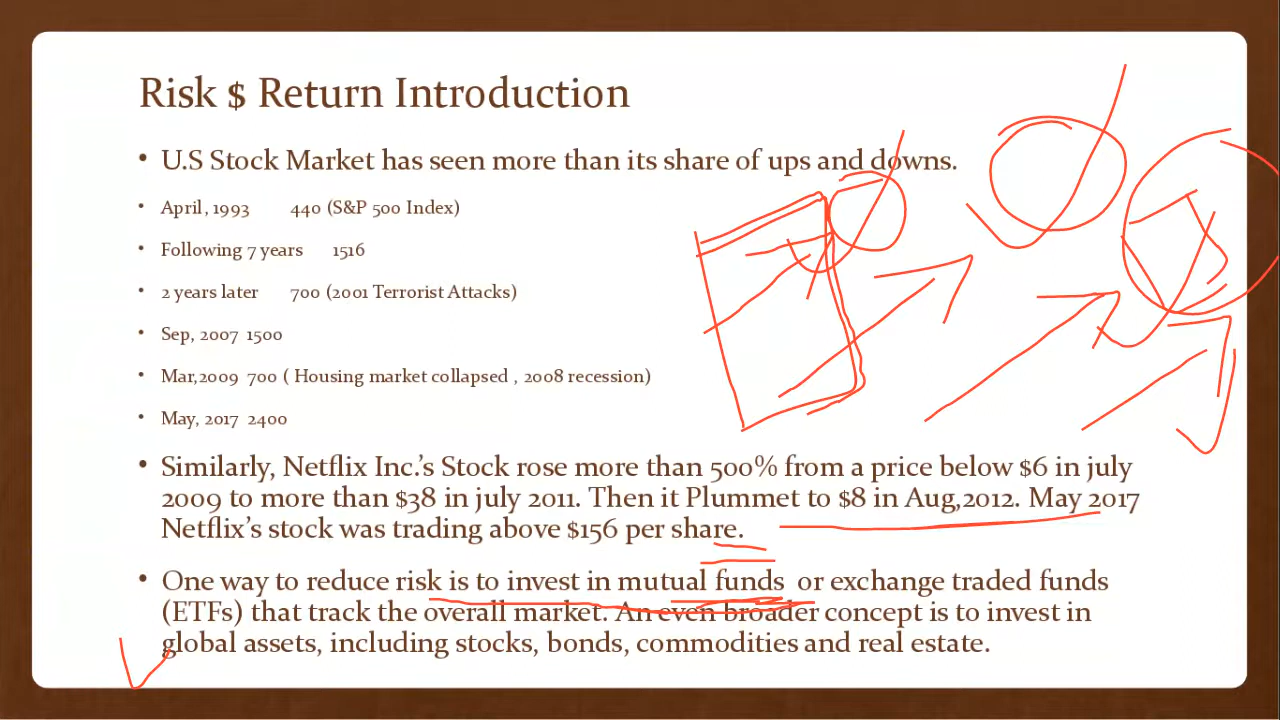 Risk $ Return Introduction
• U.S Stock Market has seen more than its share of ups and downs.
• April, 1993 440 (S&P 500 Index)
• Following 7 years 1516
• 2 years later 700 (2001 Terrorist Attacks)
• Sep, 2007 1500
• Mar,2009 700 ( Housing market collapsed , 2008 recession)
• May, 2017 2400
• Similarly, Netflix Inc.'s Stock rose more than 500% from a price below $6 in july
2009 to more than $38 in july 2011. Then it Plummet to $8 in Aug,2012. May 2017
Netflix's stock was trading above $156 per share.
• One way to reduce risk is to invest in mutual funds or exchange traded funds
(ETFs) that track the overall market. An even broader concept is to invest in
global assets, including stocks, bonds, commodities and real estate.